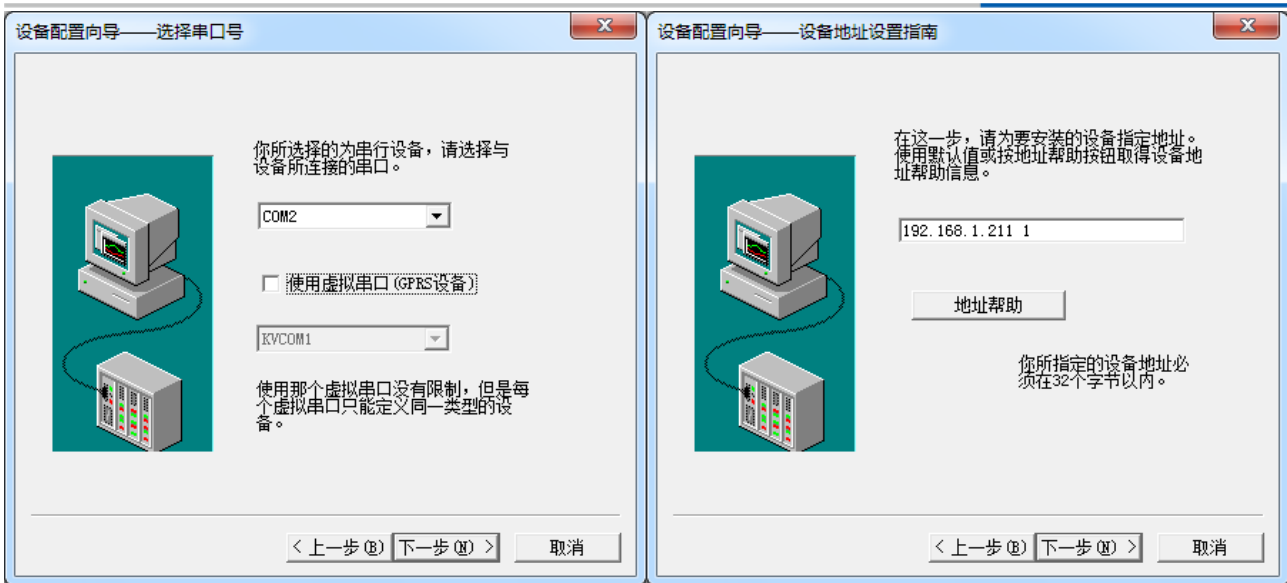 设备配置向导——选择串口号
你所选择的为串行设备，请选择与
设备所连接的串口。
COM2
使用虚拟串口(GPRS设备)
KVCOM1
使用那个虚拟串口没有限制，但是每
个虚拟串口只能定义同一类型的设
备。
< 上一步(B)
下一步(N) >
取消
设备配置向导——设备地址设置指南
在这一步，请为要安装的设备指定地址。
使用默认值或按地址帮助按钮取得设备地
址帮助信息。
192.168.1.211 1
地址帮助
你所指定的设备地址必
须在32个字节以内。
< 上一步(B)
下一步(N) >
取消